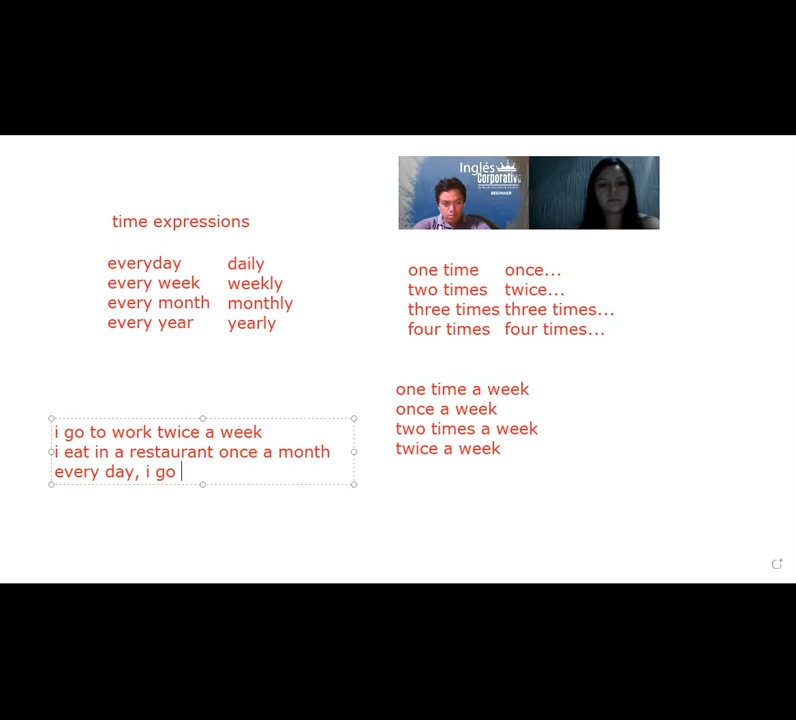 Inglés
Corporativo
BEGINNER
time expressions
everyday daily
every week weekly
every month monthly
every year yearly
one time once...
two times twice...
three times three times...
four times four times...
one time a week
once a week
two times a week
twice a week
i go to work twice a week
i eat in a restaurant once a month
every day, i go